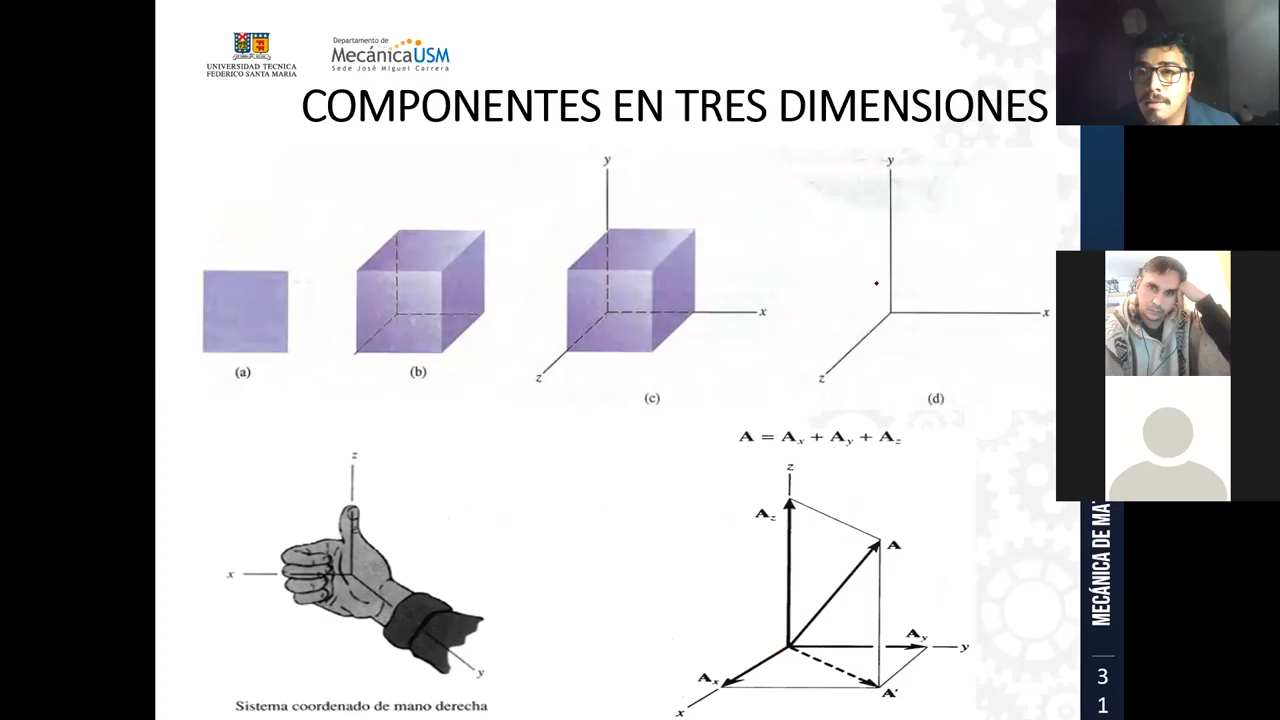 UNIVERSIDAD TECNICA
FEDERICO SANTA MARIA
Departamento de
MecánicaUSM
Sede José Miguel Carrera
COMPONENTES EN TRES DIMENSIONES
(a)
(b)
y
x
z
(c)
y
x
z
(d)
z
x
y
Sistema coordenado de mano derecha
A = Ax + Ay + Az
z
Az
A
Ay
y
Ax
A'
x
MECÁNICA DE MA
3
1